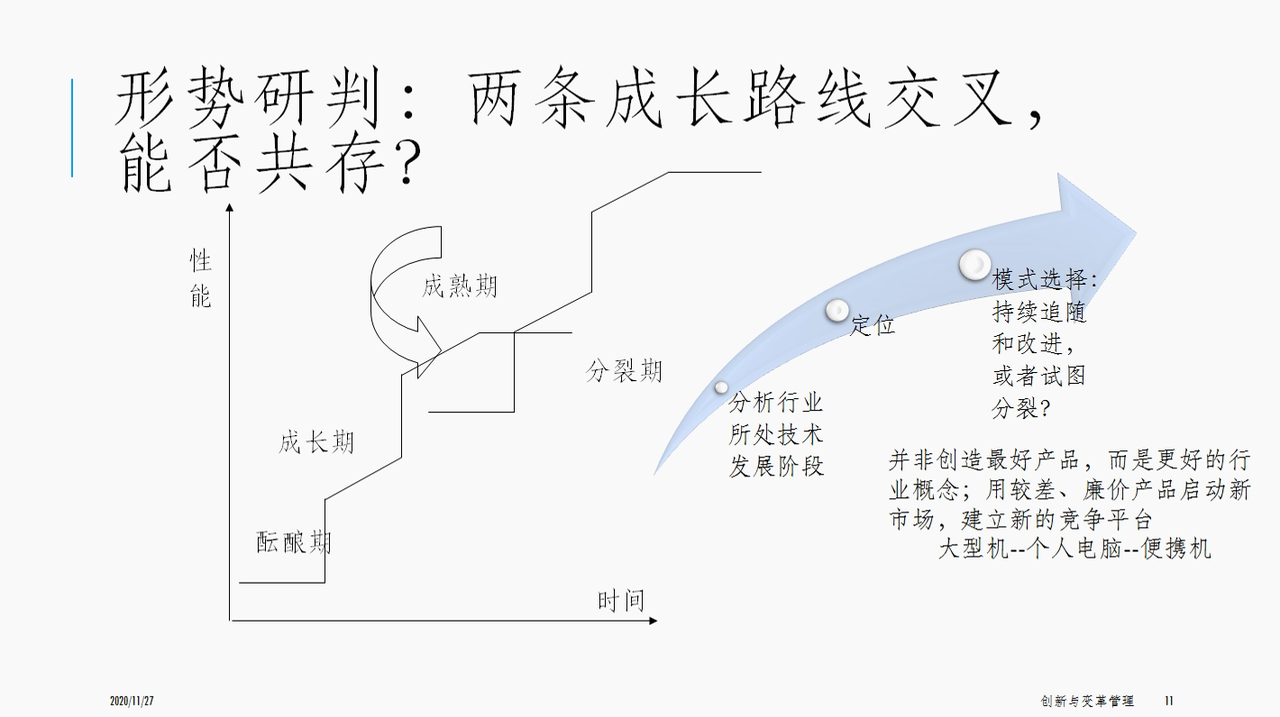 形势研判：两条成长路线交叉，
能否共存？
性
能
成熟期
分裂期
成长期
酝酿期
时间
分析行业
所处技术
发展阶段
定位
模式选择：
持续追随
和改进，
或者试图
分裂？
并非创造最好产品，而是更好的行
业概念；用较差、廉价产品启动新
市场，建立新的竞争平台
大型机--个人电脑--便携机
2020/11/27
创新与变革管理
11